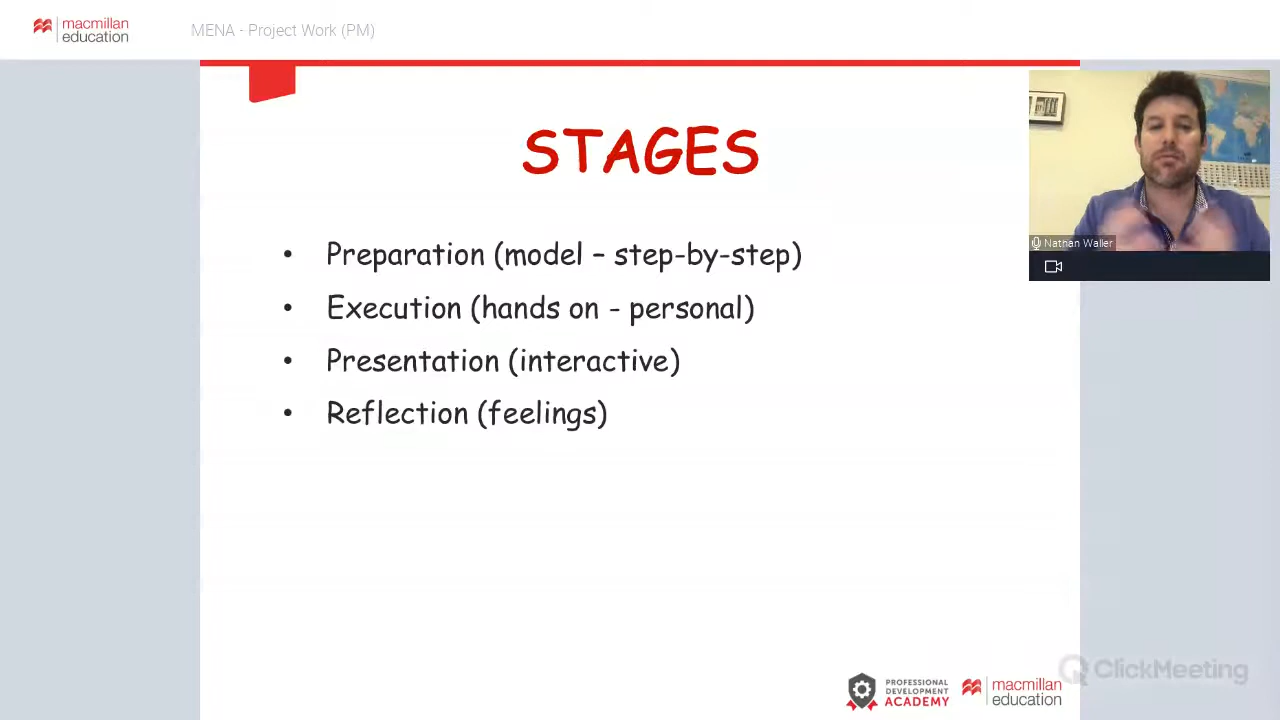 macmillan
education
MENA - Project Work (PM)
STAGES
• Preparation (model – step-by-step)
• Execution (hands on - personal)
• Presentation (interactive)
• Reflection (feelings)
Nathan Waller
PROFESSIONAL
DEVELOPMENT
ACADEMY
macmillan
education
ClickMeeting